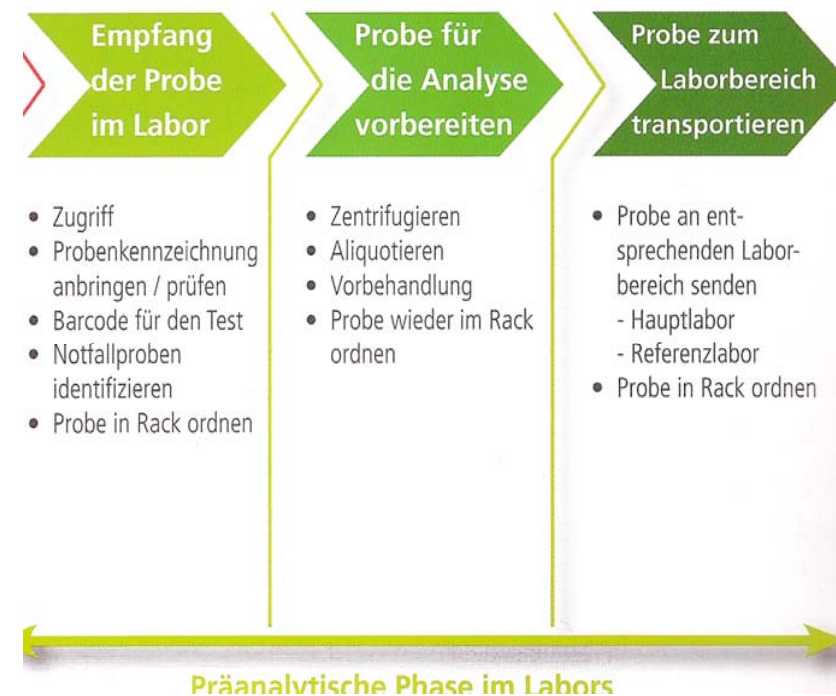 Empfang
der Probe
im Labor
Probe für
die Analyse
vorbereiten
Probe zum
Laborbereich
transportieren
• Zugriff
• Probenkennzeichnung
anbringen / prüfen
• Barcode für den Test
• Notfallproben
identifizieren
• Probe in Rack ordnen
• Zentrifugieren
• Aliquotieren
• Vorbehandlung
• Probe wieder im Rack
ordnen
• Probe an ent-
sprechenden Labor-
bereich senden
- Hauptlabor
- Referenzlabor
• Probe in Rack ordnen
Präanalytische Phase im Labors